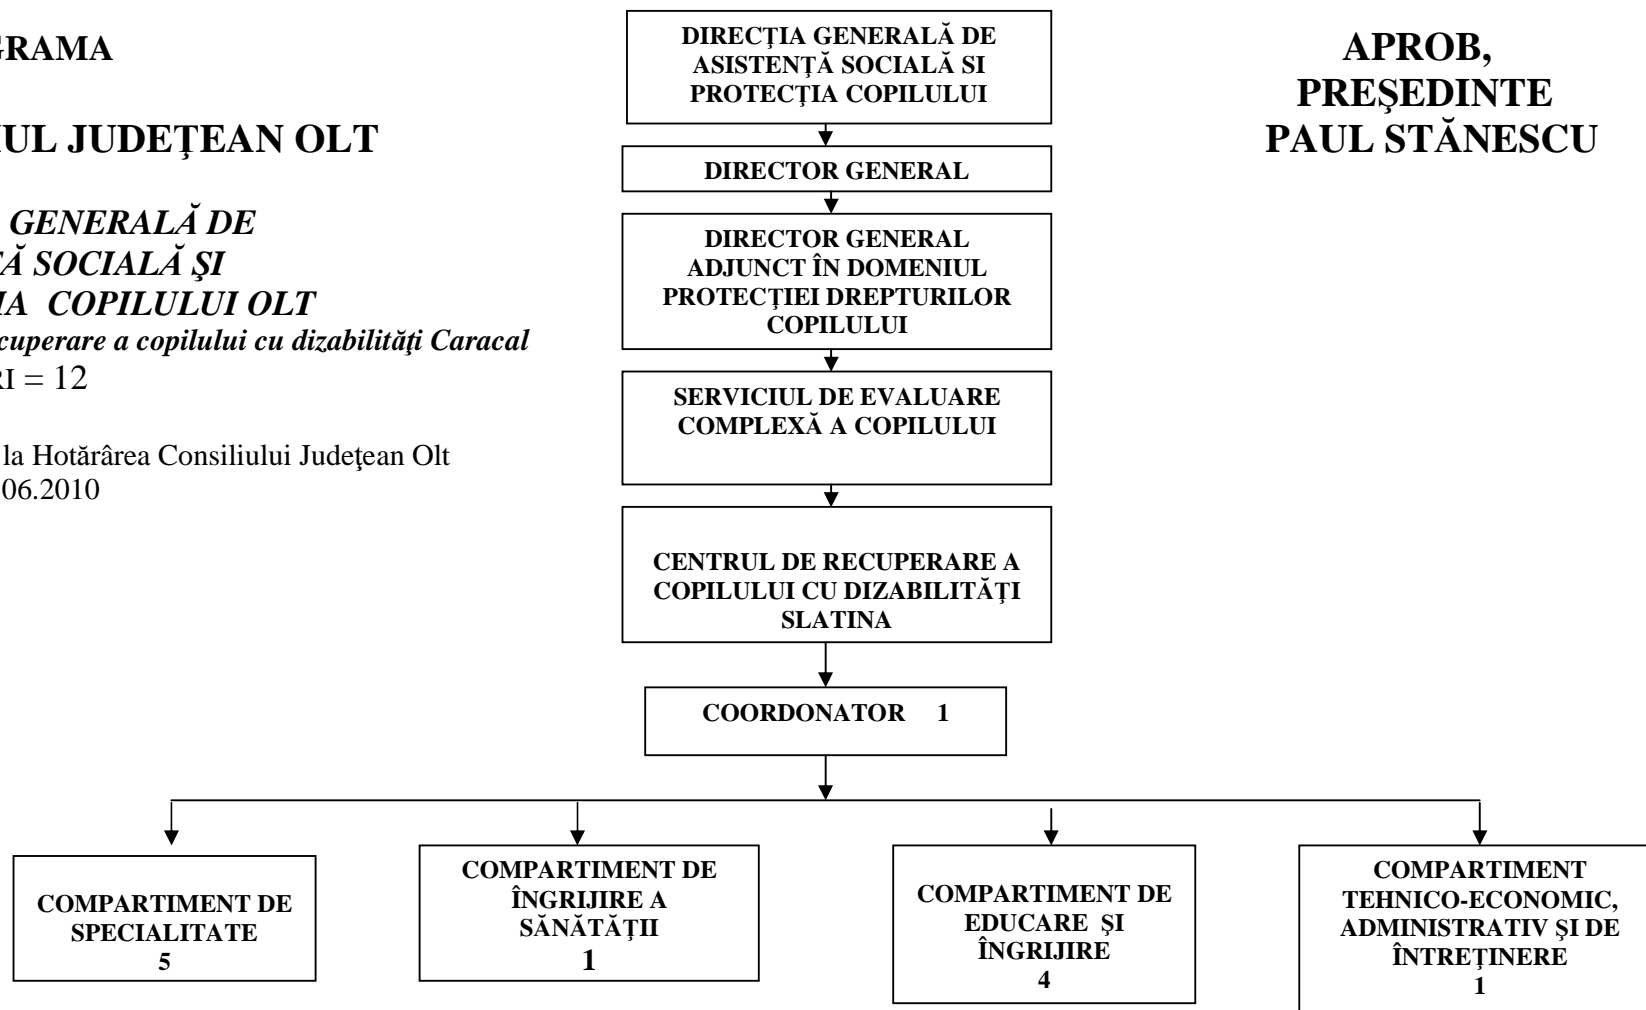 GRAMA
JUDEŢEAN OLT
GENERALĂ DE
SOCIALĂ ŞI
COPILULUI OLT
a copilului cu dizabilităţi Caracal
= 12
la Hotărârea Consiliului Judeţean Olt
06.2010
DIRECŢIA GENERALĂ DE
ASISTENŢĂ SOCIALĂ SI
PROTECŢIA COPILULUI
DIRECTOR GENERAL
DIRECTOR GENERAL
ADJUNCT ÎN DOMENIUL
PROTECŢIEI DREPTURILOR
COPILULUI
SERVICIUL DE EVALUARE
COMPLEXĂ A COPILULUI
CENTRUL DE RECUPERARE A
COPILULUI CU DIZABILITĂŢI
SLATINA
COORDONATOR 1
APROB,
PREŞEDINTE
PAUL STĂNESCU
COMPARTIMENT DE
SPECIALITATE
5
COMPARTIMENT DE
ÎNGRIJIRE A
SĂNĂTĂŢII
1
COMPARTIMENT DE
EDUCARE ŞI
ÎNGRIJIRE
4
COMPARTIMENT
TEHNICO-ECONOMIC,
ADMINISTRATIV ŞI DE
ÎNTREŢINERE
1